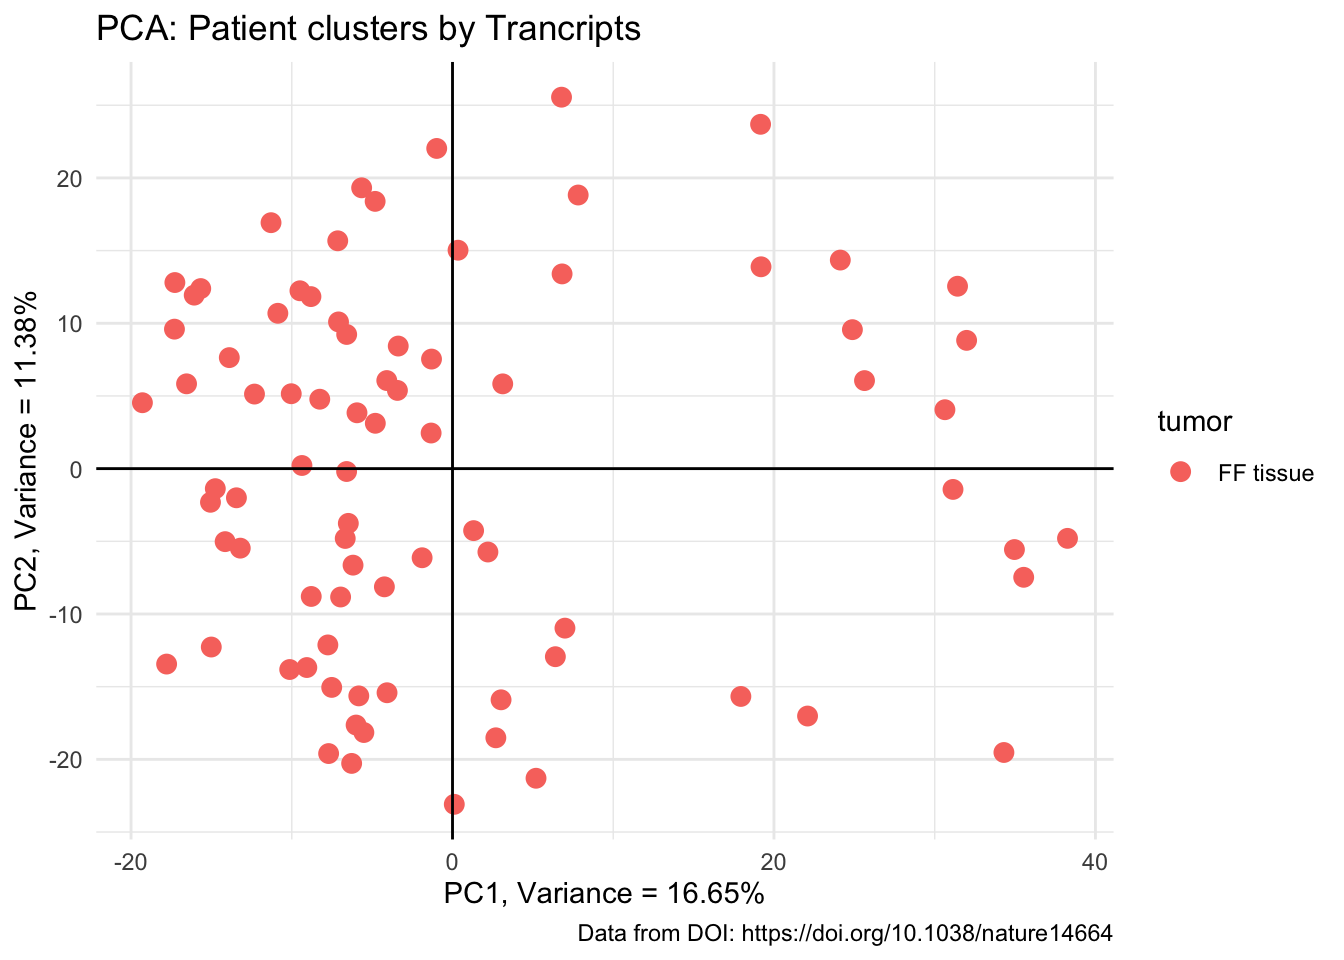 PCA: Patient clusters by Trancripts
PC2, Variance = 11.38%
20
10
0
-10
-20
-20
0
20
40
PC1, Variance = 16.65%
tumor
FF tissue
Data from DOI: https://doi.org/10.1038/nature14664